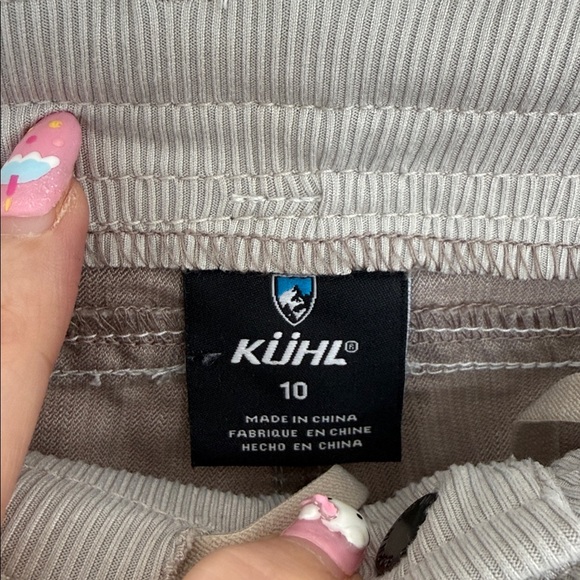 KÜHL®
10
MADE IN CHINA
FABRIQUE EN CHINE
HECHO EN CHINA